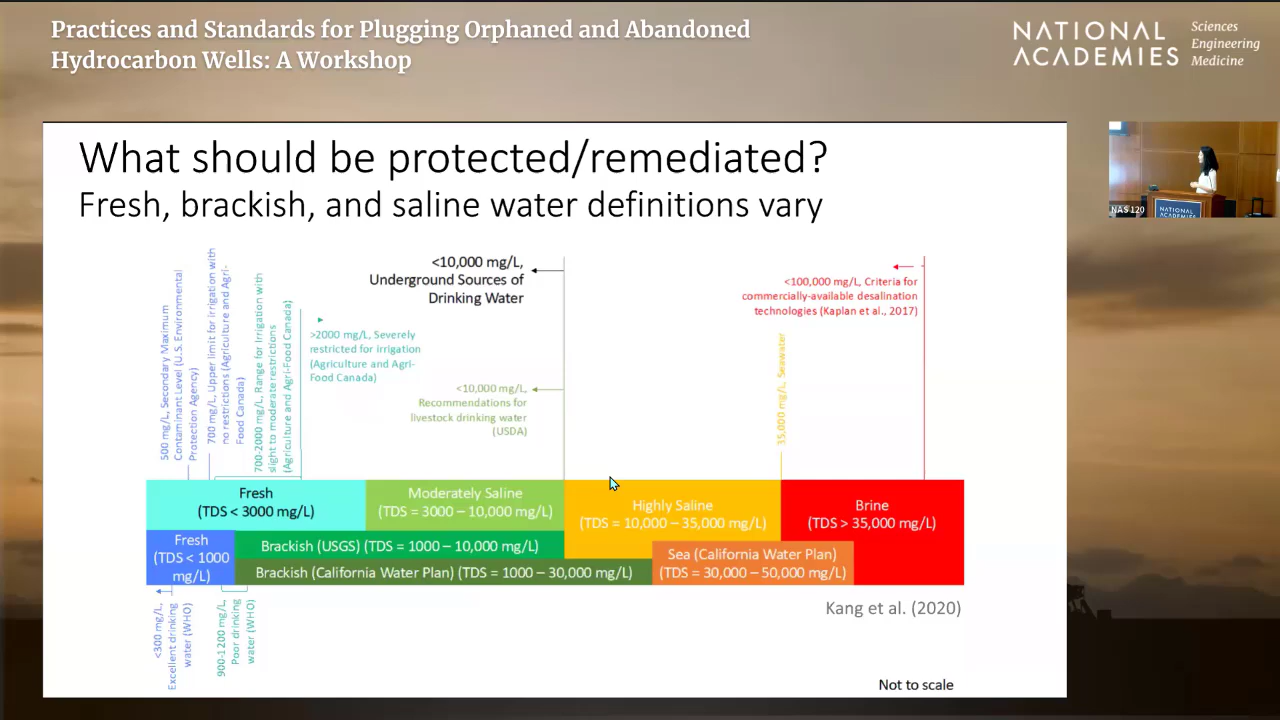 Practices and Standards for Plugging Orphaned and Abandoned
Hydrocarbon Wells: A Workshop
NATIONAL
ACADEMIES
Sciences
Engineering
Medicine
What should be protected/remediated?
Fresh, brackish, and saline water definitions vary
500 mg/L, Secondary Maximum
Contaminant Level (U.S. Environmental
Protection Agency)
700 mg/L, Upper limit for irrigation with
no restrictions (Agriculture and Agri-
Food Canada)
700-2000 mg/L, Range for Irrigation with
slight to moderate restrictions
(Agriculture and Agri-Food Canada)
>2000 mg/L, Severely
restricted for irrigation
(Agriculture and Agri-
Food Canada)
<10,000 mg/L,
Underground Sources of
Drinking Water
<10,000 mg/L,
Recommendations for
livestock drinking water
(USDA)
35,000 mg/L, Seawater
<100,000 mg/L, Criteria for
commercially-available desalination
technologies (Kaplan et al., 2017)
Fresh
(TDS < 3000 mg/L)
Moderately Saline
(TDS = 3000 – 10,000 mg/L)
Highly Saline
(TDS = 10,000 – 35,000 mg/L)
Brine
(TDS > 35,000 mg/L)
Fresh
(TDS < 1000
mg/L)
Brackish (USGS) (TDS = 1000 – 10,000 mg/L)
Brackish (California Water Plan) (TDS = 1000 – 30,000 mg/L)
Sea (California Water Plan)
(TDS = 30,000 – 50,000 mg/L)
<300 mg/L,
Excellent drinking
water (WHO)
900-1200 mg/L,
Poor drinking
water (WHO)
Kang et al. (2020)
Not to scale
NAS 120
NATIONAL
ACADEMIES